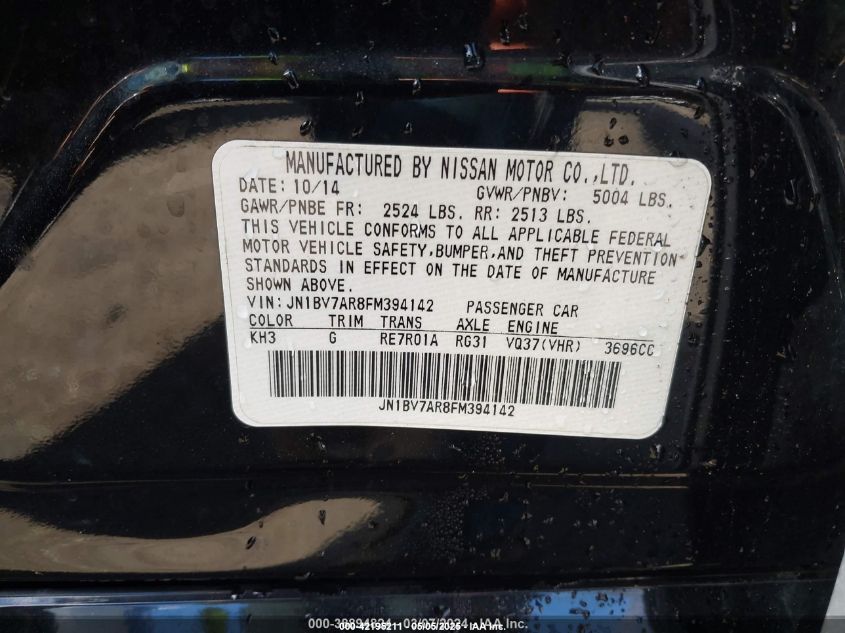 MANUFACTURED BY NISSAN MOTOR CO.,LTD.
DATE: 10/14 GVWR/PNBV: 5004 LBS.
GAWR/PNBE FR: 2524 LBS. RR: 2513 LBS.
THIS VEHICLE CONFORMS TO ALL APPLICABLE FEDERAL
MOTOR VEHICLE SAFETY,BUMPER,AND THEFT PREVENTION
STANDARDS IN EFFECT ON THE DATE OF MANUFACTURE
SHOWN ABOVE.
VIN:JN1BV7AR8FM394142 PASSENGER CAR
COLOR TRIM TRANS AXLE ENGINE
KH3 G RE7R01A RG31 VQ37(VHR) 3696CC
JN1BV7AR8FM394142
IAA Inc.